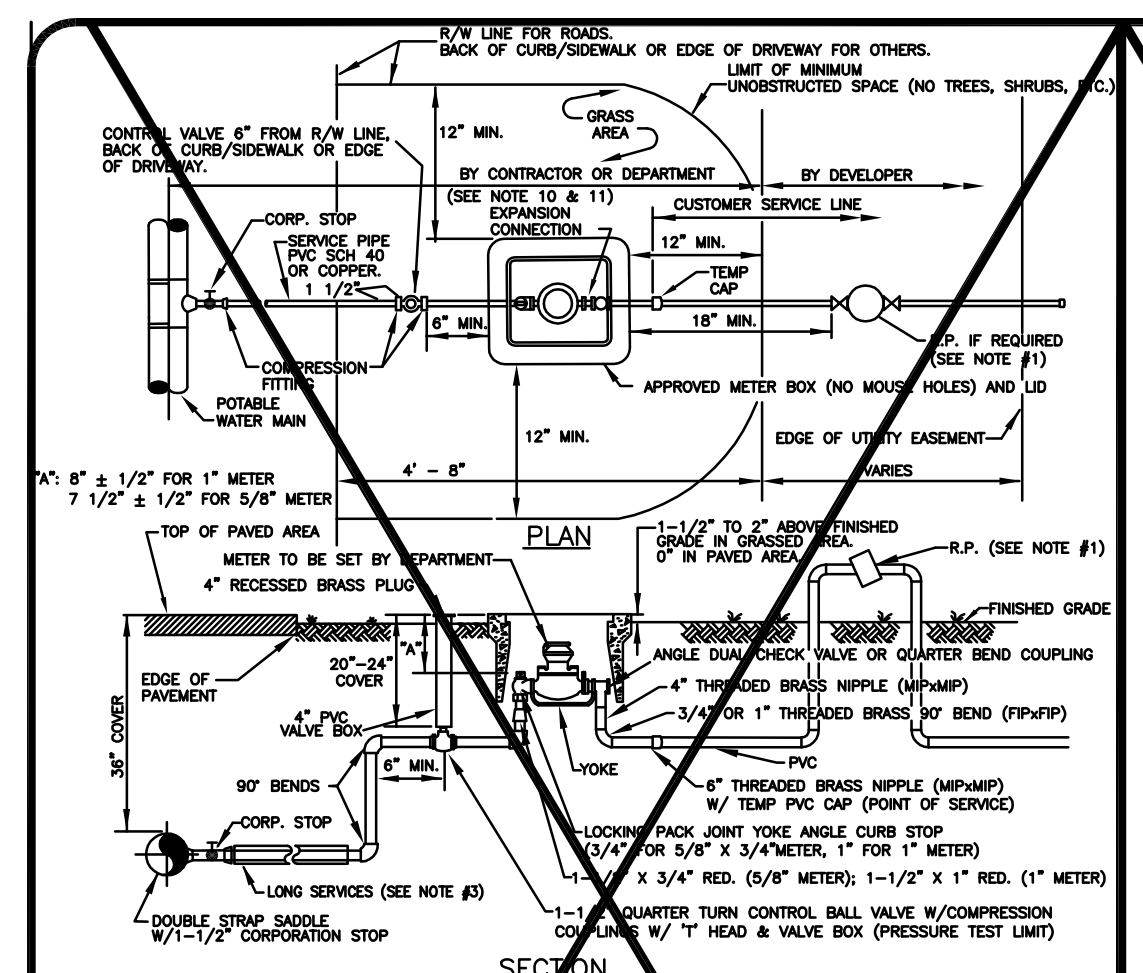 R/W LINE FOR ROADS.
BACK OF CURB/SIDEWALK OR EDGE OF DRIVEWAY FOR OTHERS.
LIMIT OF MINIMUM
UNOBSTRUCTED SPACE (NO TREES, SHRUBS, ETC.)
GRASS
AREA
12" MIN.
CONTROL VALVE 6" FROM R/W LINE,
BACK OF CURB/SIDEWALK OR EDGE
OF DRIVEWAY.
BY CONTRACTOR OR DEPARTMENT
BY DEVELOPER
(SEE NOTE 10 & 11)
EXPANSION
CONNECTION
CUSTOMER SERVICE LINE
CORP. STOP
SERVICE PIPE
PVC SCH 40
OR COPPER.
1 1/2"
12" MIN.
TEMP
CAP
6" MIN.
18" MIN.
R.P. IF REQUIRED
(SEE NOTE #1)
COMPRESSION
FITTING
APPROVED METER BOX (NO MOUSE HOLES) AND LID
POTABLE
WATER MAIN
12" MIN.
EDGE OF UTILITY EASEMENT
4' - 8"
VARIES
"A": 8" ± 1/2" FOR 1" METER
7 1/2" ± 1/2" FOR 5/8" METER
PLAN
TOP OF PAVED AREA
1-1/2" TO 2" ABOVE FINISHED
GRADE IN GRASSED AREA.
0" IN PAVED AREA.
METER TO BE SET BY DEPARTMENT
R.P. (SEE NOTE #1)
4" RECESSED BRASS PLUG
FINISHED GRADE
"A"
20"-24"
COVER
ANGLE DUAL CHECK VALVE OR QUARTER BEND COUPLING
EDGE OF
PAVEMENT
4" THREADED BRASS NIPPLE (MIPxMIP)
4" PVC
VALVE BOX
3/4" OR 1" THREADED BRASS 90° BEND (FIPxFIP)
36" COVER
6" MIN.
YOKE
PVC
90° BENDS
6" THREADED BRASS NIPPLE (MIPxMIP)
W/ TEMP PVC CAP (POINT OF SERVICE)
CORP. STOP
LOCKING PACK JOINT YOKE ANGLE CURB STOP
(3/4" FOR 5/8" X 3/4"METER, 1" FOR 1" METER)
LONG SERVICES (SEE NOTE #3)
1-1/2" X 3/4" RED. (5/8" METER); 1-1/2" X 1" RED. (1" METER)
DOUBLE STRAP SADDLE
W/1-1/2" CORPORATION STOP
1-1/2" QUARTER TURN CONTROL BALL VALVE W/COMPRESSION
COUPLINGS W/ 'T' HEAD & VALVE BOX (PRESSURE TEST LIMIT)
SECTION